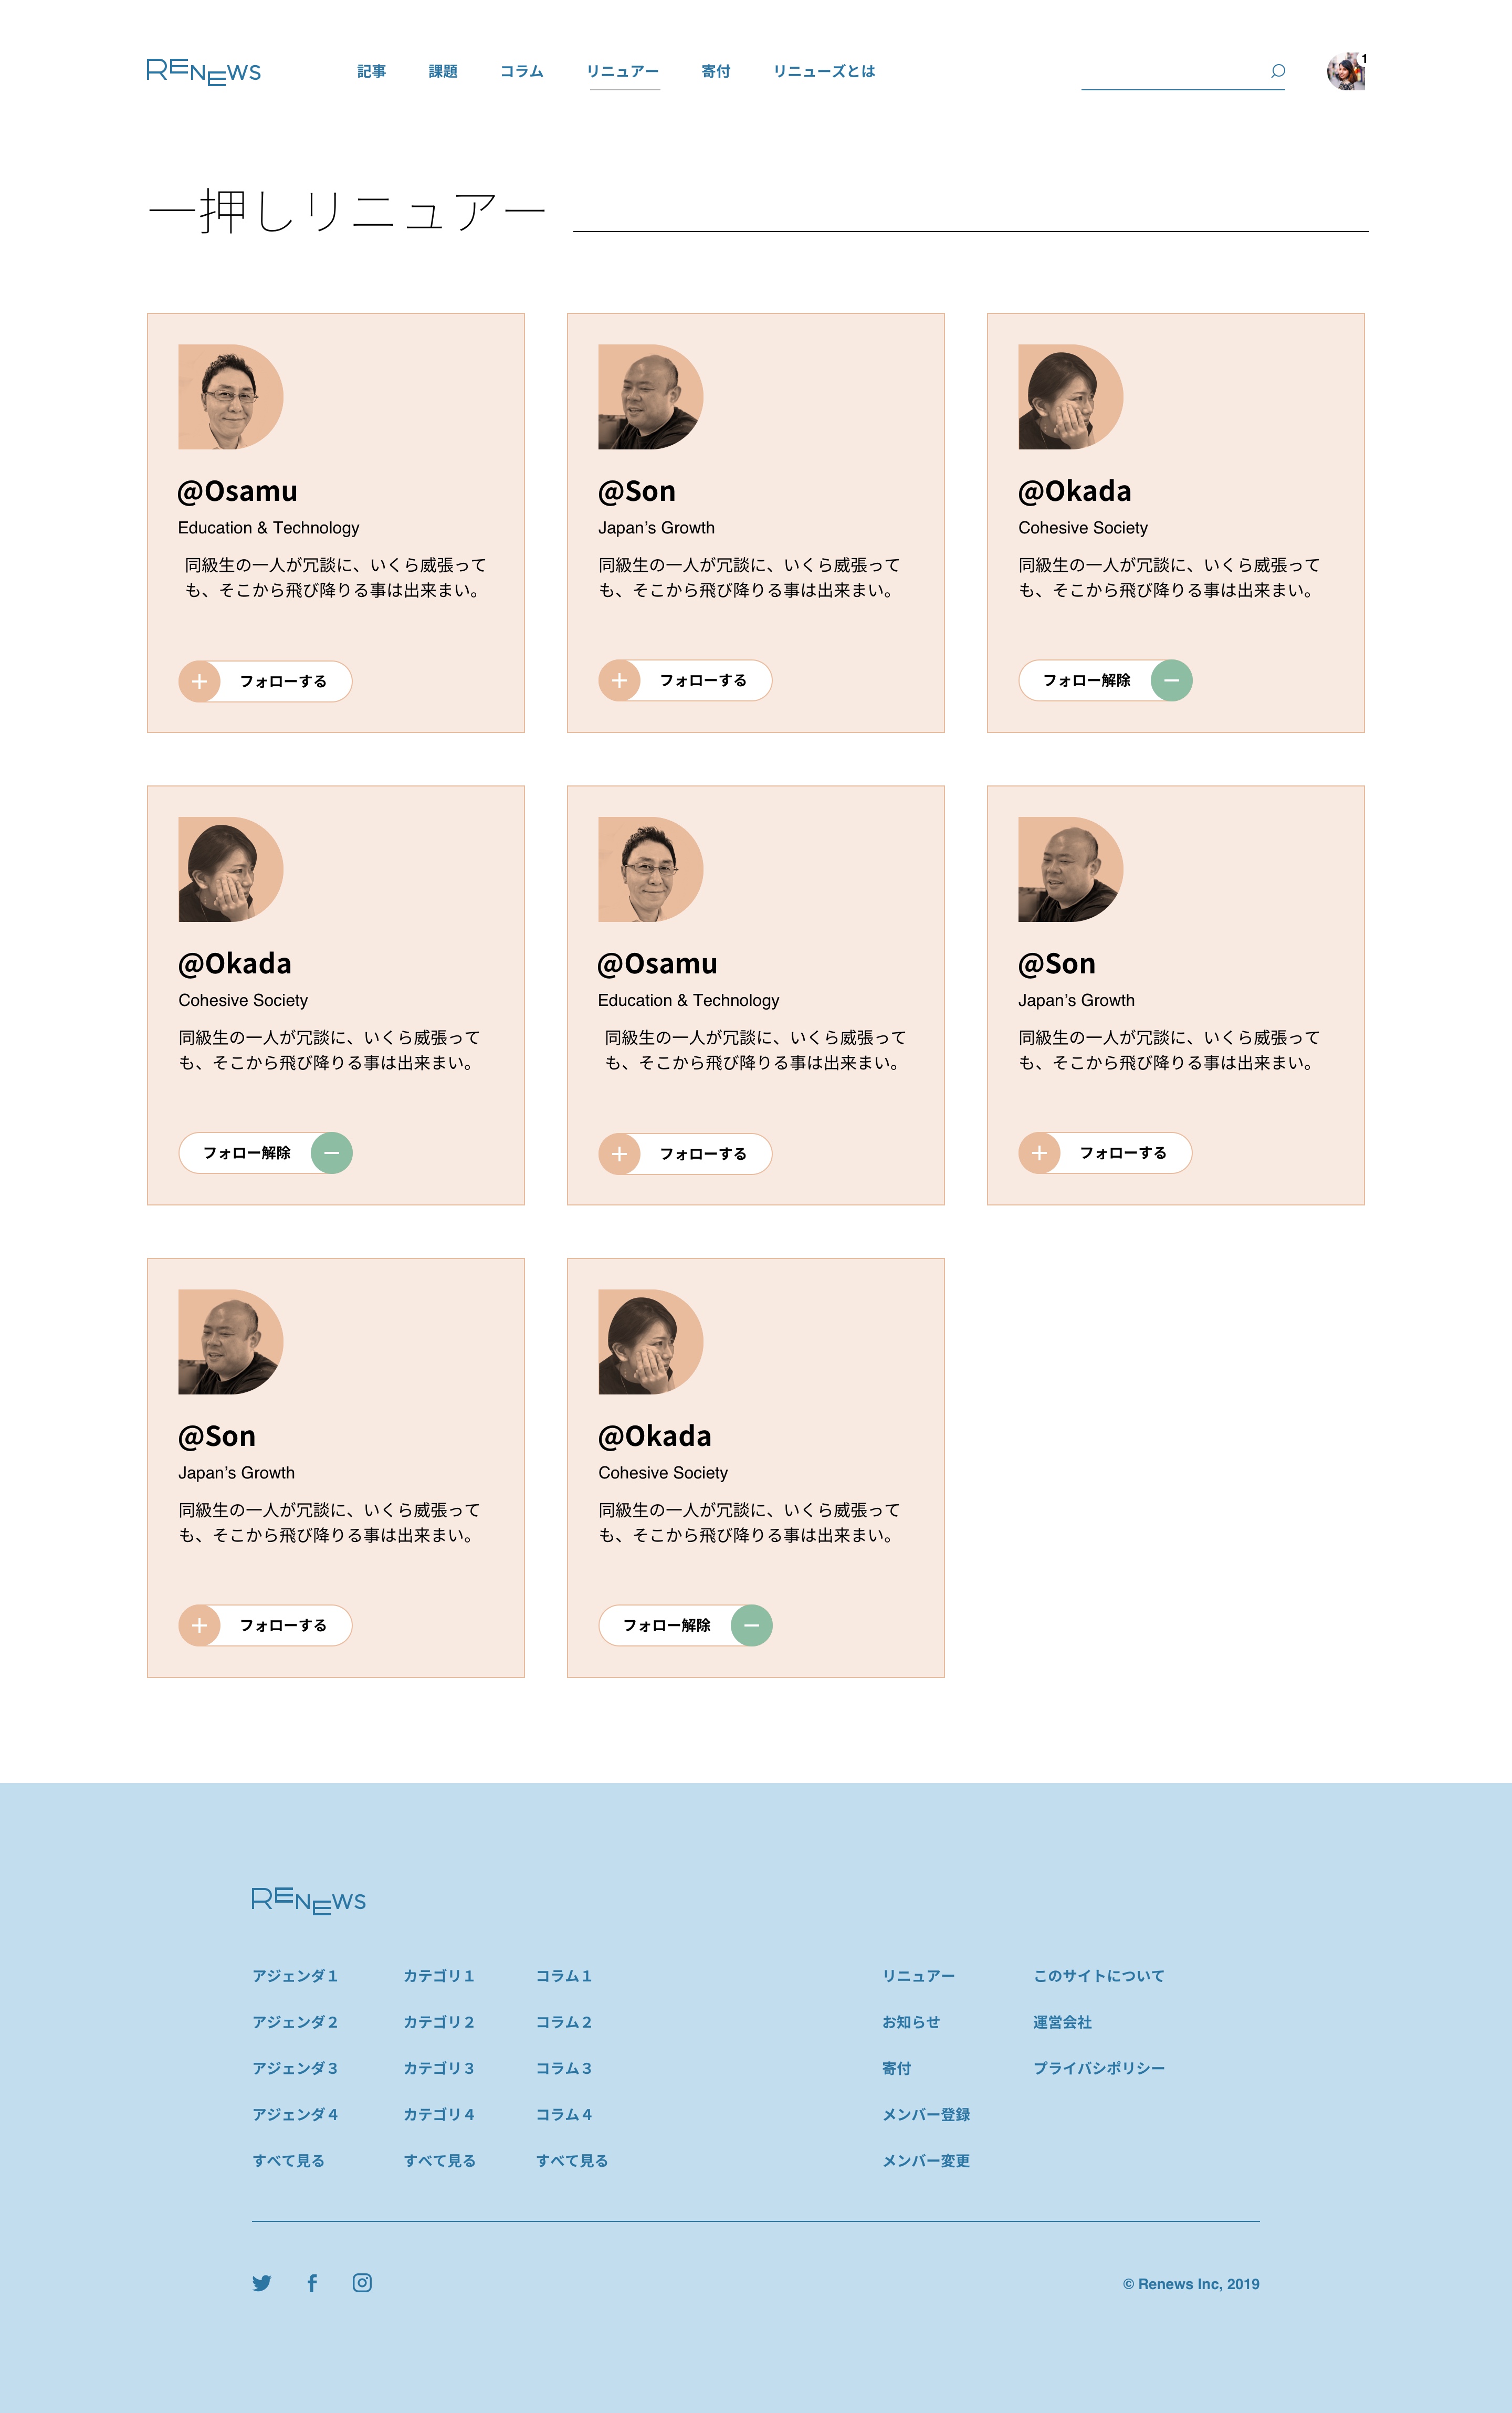 RENEWS
記事 課題 コラム リニュアー 寄付 リニューズとは
1
一押しリニュアー
@Osamu
Education & Technology
同級生の一人が冗談に、いくら威張って
も、そこから飛び降りる事は出来まい。
フォローする
@Son
Japan’s Growth
同級生の一人が冗談に、いくら威張って
も、そこから飛び降りる事は出来まい。
フォローする
@Okada
Cohesive Society
同級生の一人が冗談に、いくら威張って
も、そこから飛び降りる事は出来まい。
フォロー解除
@Okada
Cohesive Society
同級生の一人が冗談に、いくら威張って
も、そこから飛び降りる事は出来まい。
フォロー解除
@Osamu
Education & Technology
同級生の一人が冗談に、いくら威張って
も、そこから飛び降りる事は出来まい。
フォローする
@Son
Japan’s Growth
同級生の一人が冗談に、いくら威張って
も、そこから飛び降りる事は出来まい。
フォローする
@Son
Japan’s Growth
同級生の一人が冗談に、いくら威張って
も、そこから飛び降りる事は出来まい。
フォローする
@Okada
Cohesive Society
同級生の一人が冗談に、いくら威張って
も、そこから飛び降りる事は出来まい。
フォロー解除
RENEWS
アジェンダ１ カテゴリ１ コラム１ リニュアー このサイトについて
アジェンダ２ カテゴリ２ コラム２ お知らせ 運営会社
アジェンダ３ カテゴリ３ コラム３ 寄付 プライバシポリシー
アジェンダ４ カテゴリ４ コラム４ メンバー登録
すべて見る すべて見る すべて見る メンバー変更
© Renews Inc, 2019